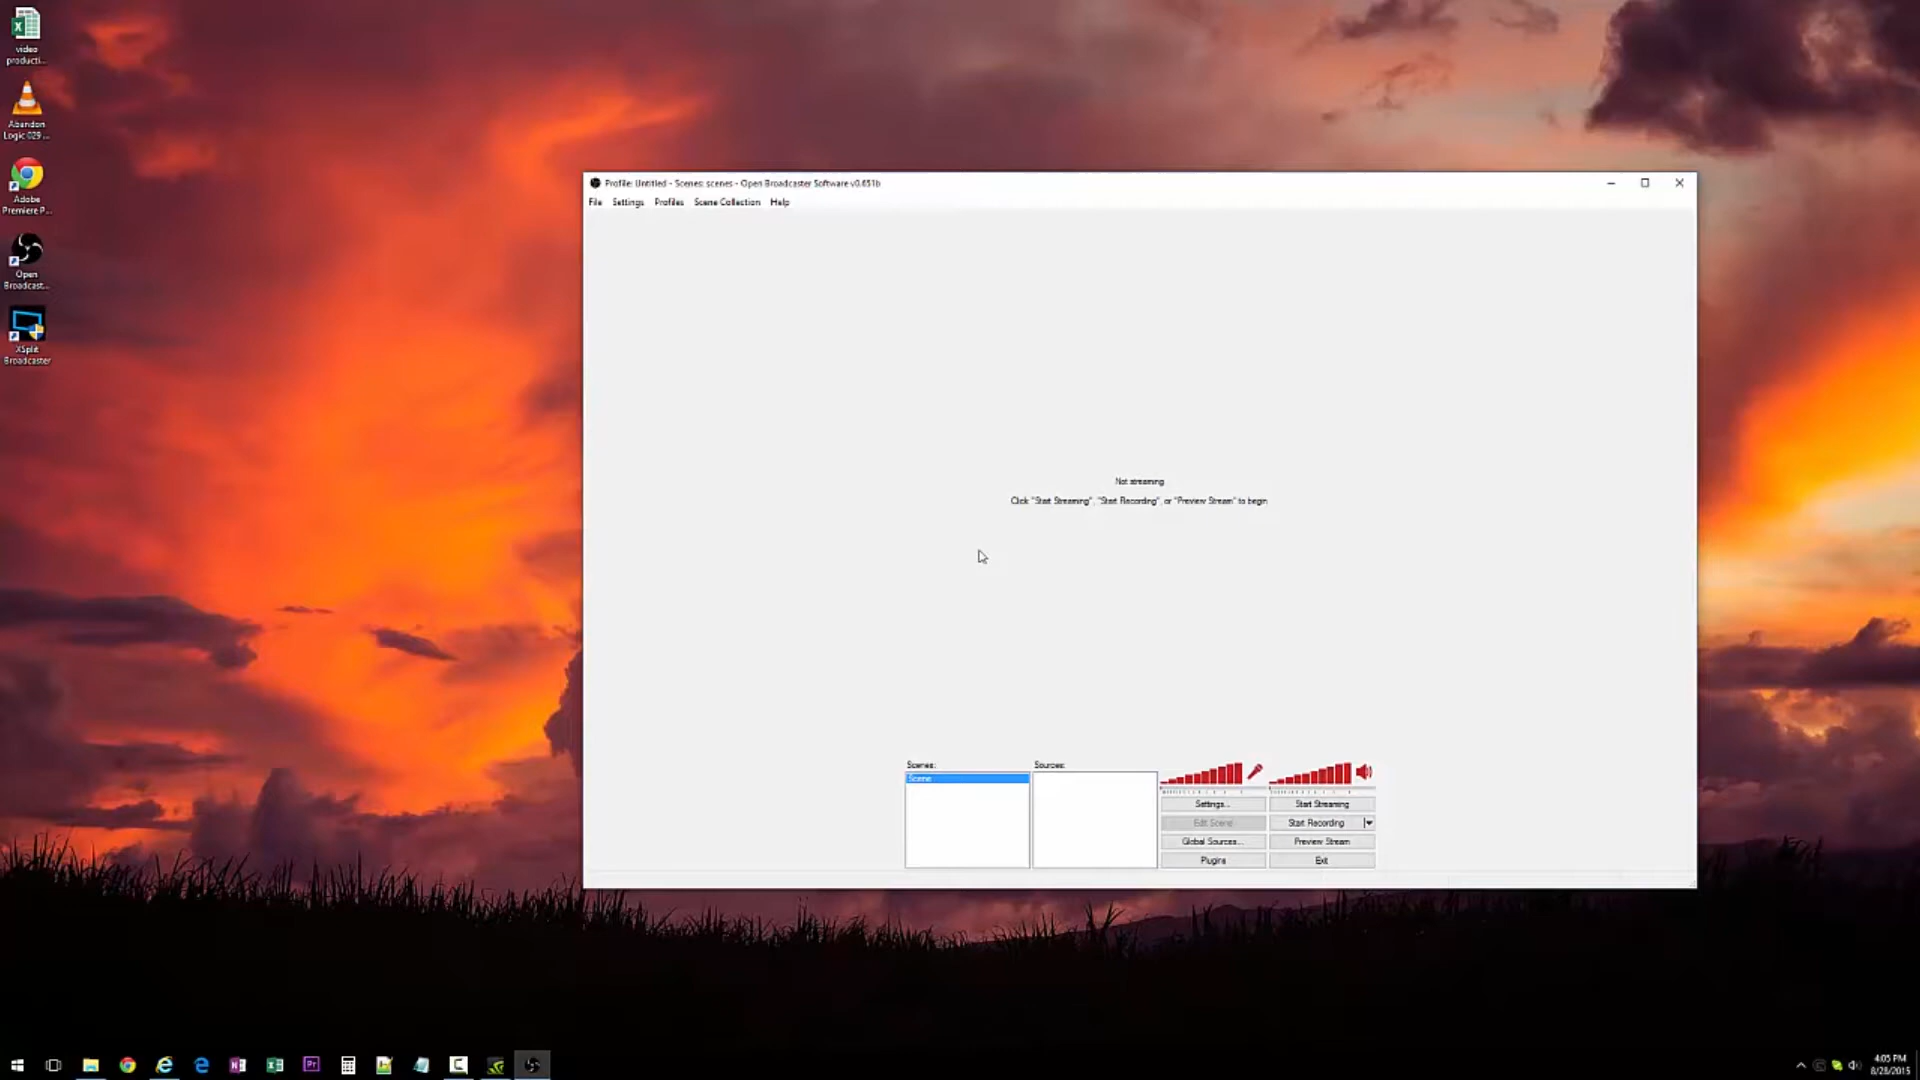 video
producti...
Abandon
Logic 029 ...
Adobe
Premiere P...
Open
Broadcast...
XSplit
Broadcaster
Profile: Untitled - Scenes: scenes - Open Broadcaster Software v0.651b
File Settings Profiles Scene Collection Help
Not streaming
Click "Start Streaming", "Start Recording", or "Preview Stream" to begin
Scenes: Sources:
Scene
Settings... Start Streaming
Edit Scene Start Recording
Global Sources... Preview Stream
Plugins Exit
4:05 PM
8/28/2015